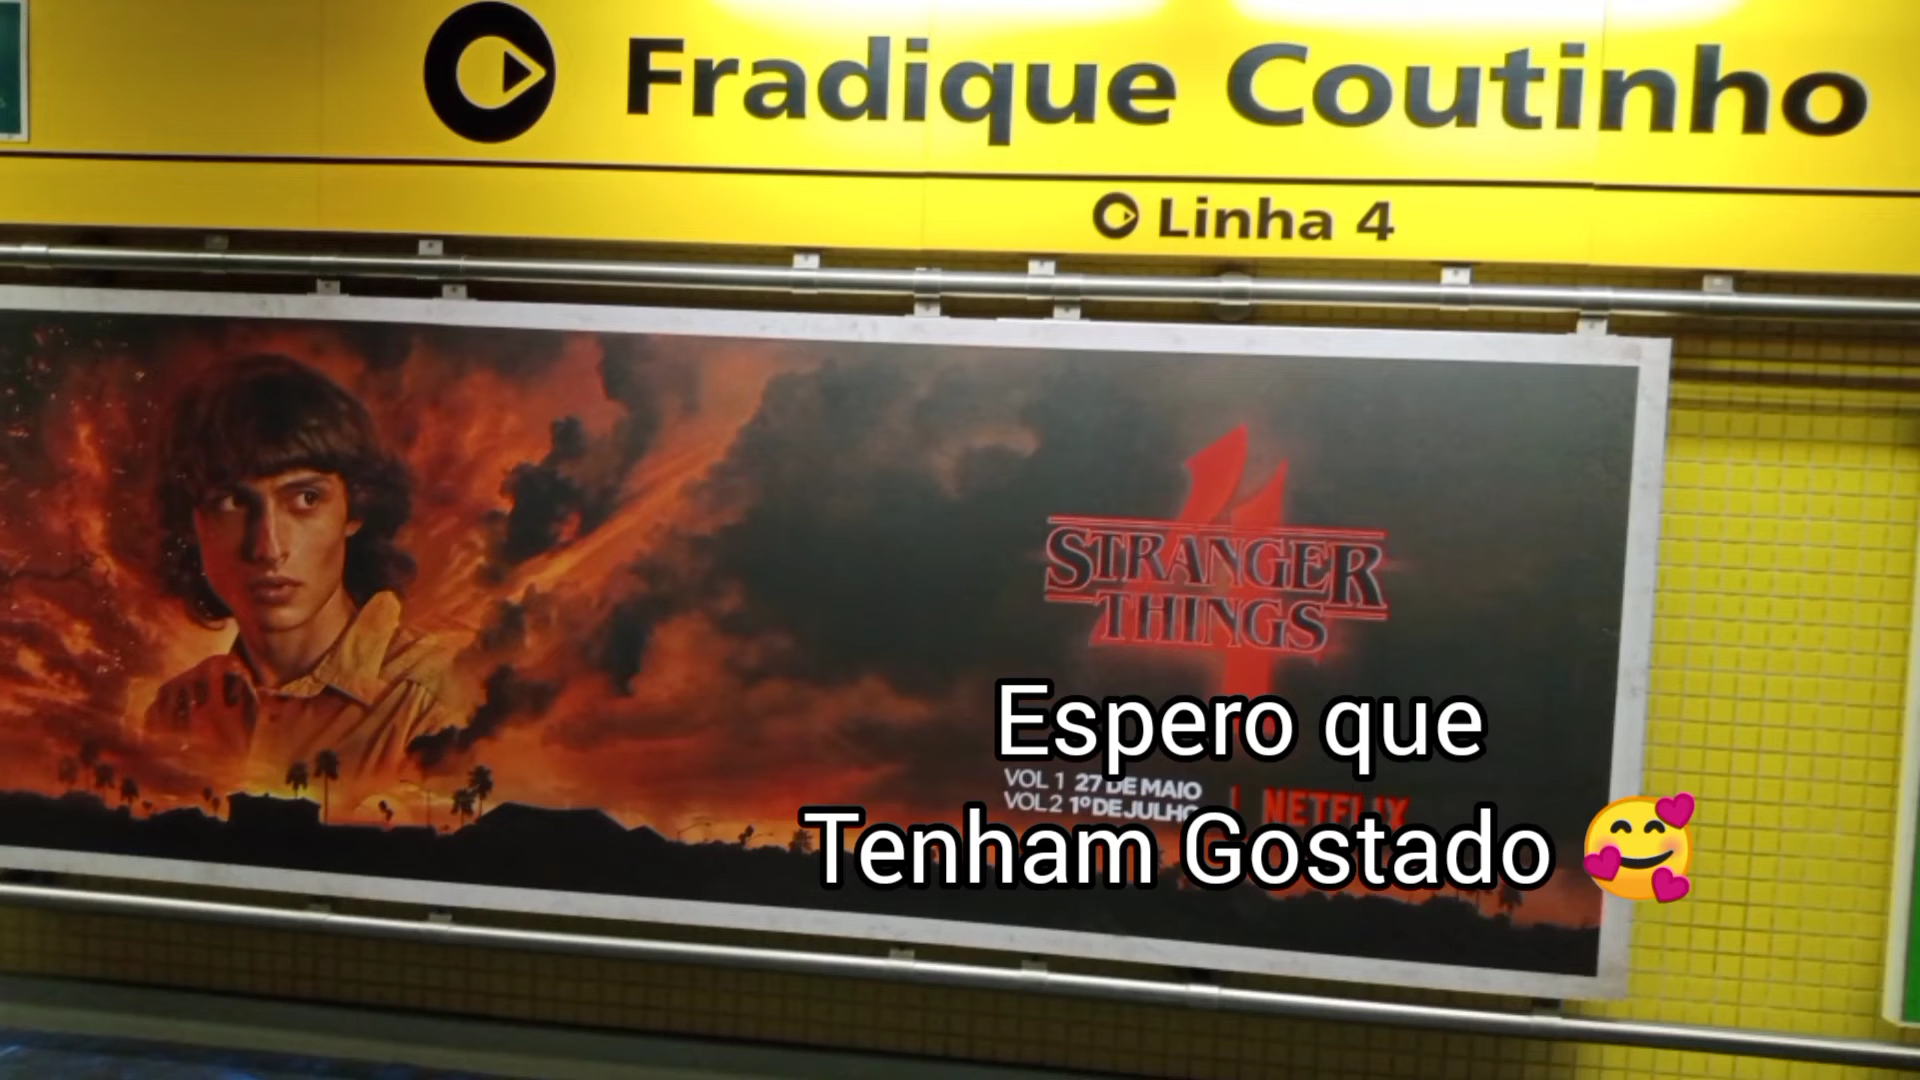 Fradique Coutinho
Linha 4
4
STRANGER
THINGS
Espero que
VOL 1 27 DE MAIO
VOL 2 1º DE JULHO
NETFLIX
Tenham Gostado 🥰